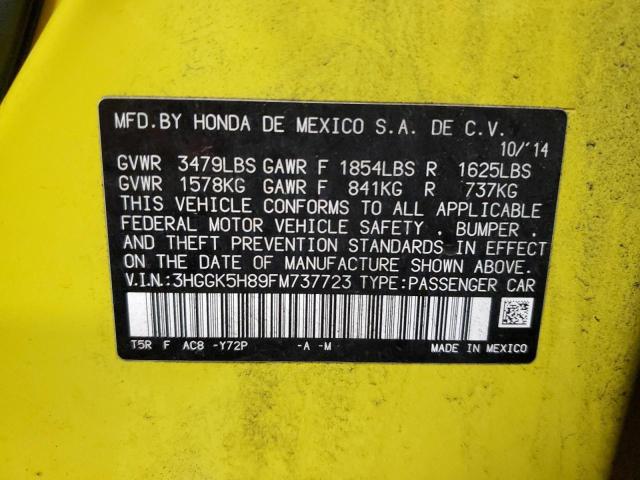 MFD.BY HONDA DE MEXICO S.A. DE C.V.
10/'14
GVWR 3479LBS GAWR F 1854LBS R 1625LBS
GVWR 1578KG GAWR F 841KG R 737KG
THIS VEHICLE CONFORMS TO ALL APPLICABLE
FEDERAL MOTOR VEHICLE SAFETY , BUMPER ,
AND THEFT PREVENTION STANDARDS IN EFFECT
ON THE DATE OF MANUFACTURE SHOWN ABOVE.
V.I.N.:3HGGK5H89FM737723 TYPE:PASSENGER CAR
T5R F AC8 -Y72P -A -M MADE IN MEXICO